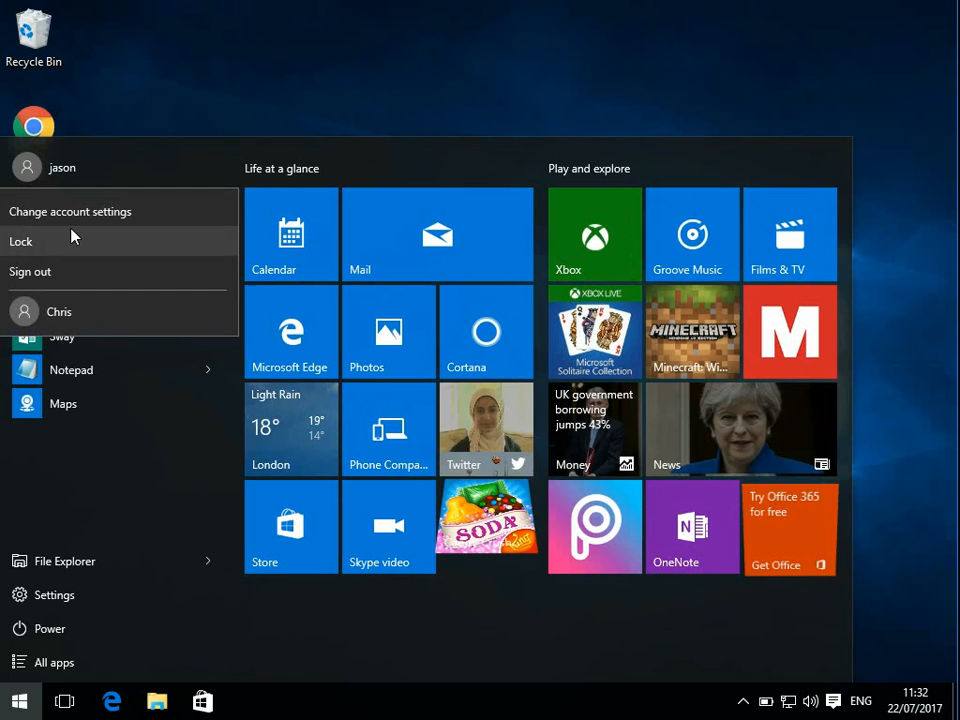 Recycle Bin
jason
Change account settings
Lock
Sign out
Chris
Sway
Notepad
Maps
File Explorer
Settings
Power
All apps
Life at a glance
Calendar
Mail
Microsoft Edge
Photos
Cortana
Light Rain
18°
19°
14°
London
Phone Compa...
Twitter
Store
Skype video
SODA
King
Play and explore
Xbox
Groove Music
Films & TV
XBOX LIVE
Microsoft
Solitaire Collection
MINECRAFT
Minecraft: Wi...
M
UK government
borrowing
jumps 43%
Money
News
P
N
OneNote
Try Office 365
for free
Get Office
ENG
11:32
22/07/2017